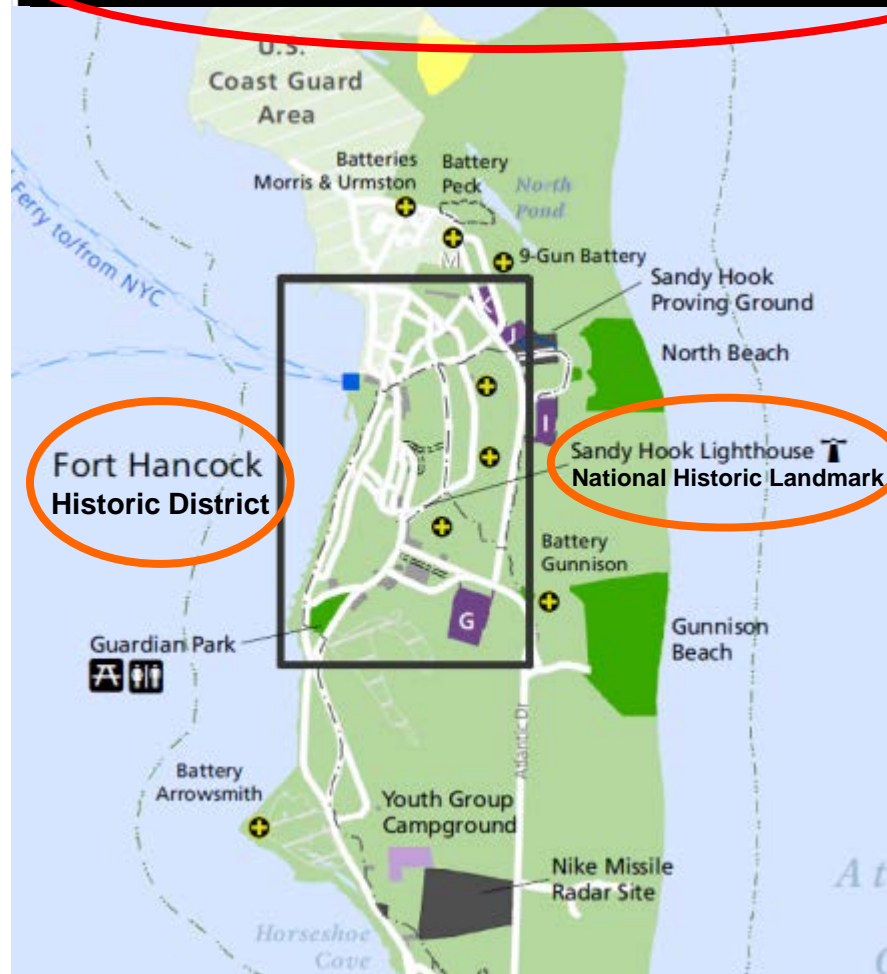 U.S.
Coast Guard
Area
Batteries
Morris & Urmston
Battery
Peck
North
Pond
M
9-Gun Battery
Ferry to/from NYC
Sandy Hook
Proving Ground
K
J
North Beach
I
Fort Hancock
Historic District
Sandy Hook Lighthouse
National Historic Landmark
Battery
Gunnison
G
Gunnison
Beach
Guardian Park
Atlantic Dr
Battery
Arrowsmith
Youth Group
Campground
Nike Missile
Radar Site
At
Horseshoe
Cove